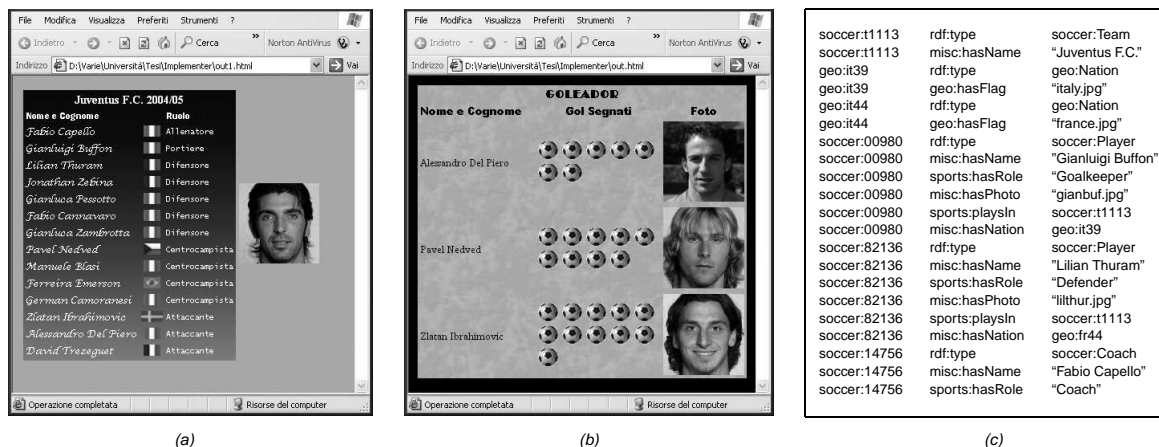 File Modifica Visualizza Preferiti Strumenti ?
Indietro Cerca » Norton AntiVirus
Indirizzo D:\Varie\Università\Tesi\Implementer\out1.html Vai
Juventus F.C. 2004/05
Nome e Cognome Ruolo
Fabio Capello Allenatore
Gianluigi Buffon Portiere
Lilian Thuram Difensore
Jonathan Zebina Difensore
Gianluca Pessotto Difensore
Fabio Cannavaro Difensore
Gianluca Zambrotta Difensore
Pavel Nedved Centrocampista
Manuele Blasi Centrocampista
Ferreira Emerson Centrocampista
German Camoranesi Centrocampista
Zlatan Ibrahimovic Attaccante
Alessandro Del Piero Attaccante
David Trezeguet Attaccante
Operazione completata Risorse del computer
(a)
File Modifica Visualizza Preferiti Strumenti ?
Indietro Cerca » Norton AntiVirus
Indirizzo D:\Varie\Università\Tesi\Implementer\out.html Vai
GOLEADOR
Nome e Cognome Gol Segnati Foto
Alessandro Del Piero
Pavel Nedved
Zlatan Ibrahimovic
Operazione completata Risorse del computer
(b)
soccer:t1113 rdf:type soccer:Team
soccer:t1113 misc:hasName “Juventus F.C.”
geo:it39 rdf:type geo:Nation
geo:it39 geo:hasFlag “italy.jpg”
geo:it44 rdf:type geo:Nation
geo:it44 geo:hasFlag “france.jpg”
soccer:00980 rdf:type soccer:Player
soccer:00980 misc:hasName ”Gianluigi Buffon”
soccer:00980 sports:hasRole “Goalkeeper”
soccer:00980 misc:hasPhoto “gianbuf.jpg”
soccer:00980 sports:playsIn soccer:t1113
soccer:00980 misc:hasNation geo:it39
soccer:82136 rdf:type soccer:Player
soccer:82136 misc:hasName ”Lilian Thuram”
soccer:82136 sports:hasRole “Defender”
soccer:82136 misc:hasPhoto “lilthur.jpg”
soccer:82136 sports:playsIn soccer:t1113
soccer:82136 misc:hasNation geo:fr44
soccer:14756 rdf:type soccer:Coach
soccer:14756 misc:hasName “Fabio Capello”
soccer:14756 sports:hasRole “Coach”
(c)